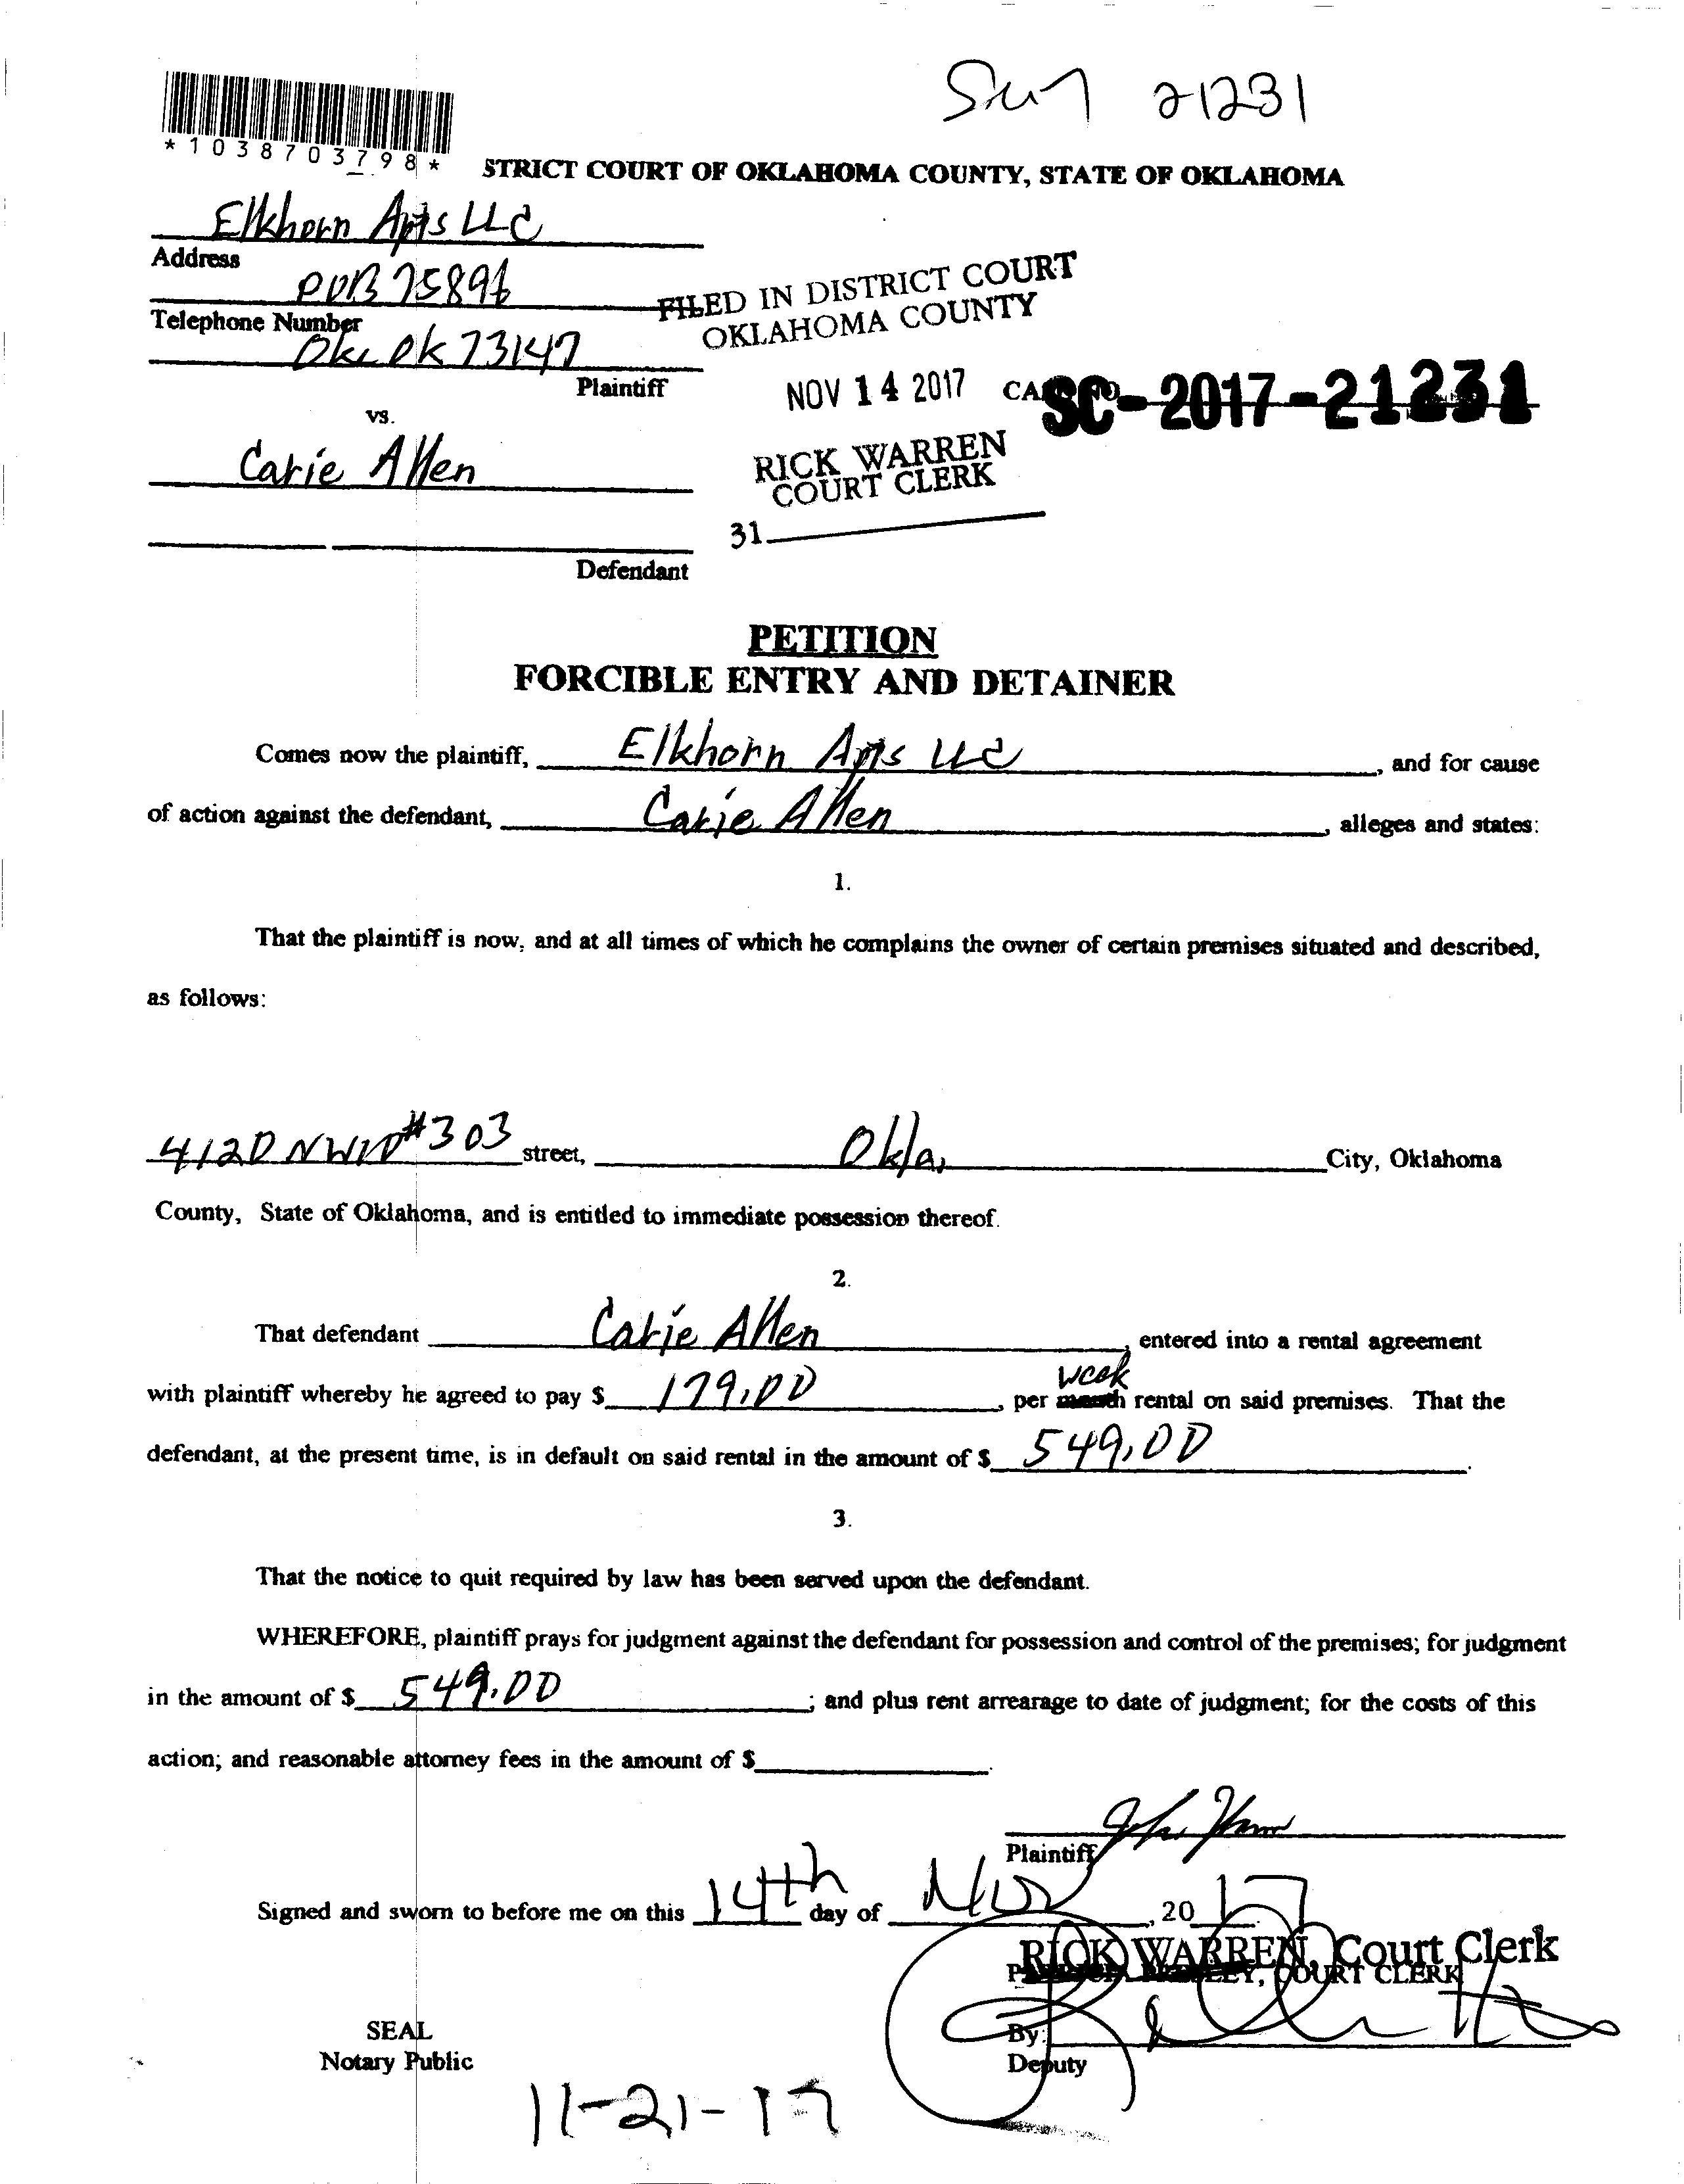 Sm 21231
*1038703798*
STRICT COURT OF OKLAHOMA COUNTY, STATE OF OKLAHOMA
Elkhorn Apts LLC
Address
POB 75896
Telephone Number
Okc Ok 73147
Plaintiff
vs.
Carie Allen
Defendant
FILED IN DISTRICT COURT
OKLAHOMA COUNTY
NOV 14 2017
SC-2017-21231
RICK WARREN
COURT CLERK
31
PETITION
FORCIBLE ENTRY AND DETAINER
Comes now the plaintiff, Elkhorn Apts LLC, and for cause
of action against the defendant, Carie Allen, alleges and states:
1.
That the plaintiff is now, and at all times of which he complains the owner of certain premises situated and described,
as follows:
4120 NW10 #303 street, Okla, City, Oklahoma
County, State of Oklahoma, and is entitled to immediate possession thereof.
2.
That defendant Carie Allen, entered into a rental agreement
week
with plaintiff whereby he agreed to pay $ 179.00, per month rental on said premises. That the
defendant, at the present time, is in default on said rental in the amount of $ 549.00.
3.
That the notice to quit required by law has been served upon the defendant.
WHEREFORE, plaintiff prays for judgment against the defendant for possession and control of the premises; for judgment
in the amount of $ 549.00; and plus rent arrearage to date of judgment; for the costs of this
action; and reasonable attorney fees in the amount of $.
Plaintiff
Signed and sworn to before me on this 14th day of Nov, 2017
RICK WARREN, Court Clerk
COURT CLERK
SEAL
By:
Notary Public
Deputy
11-21-17